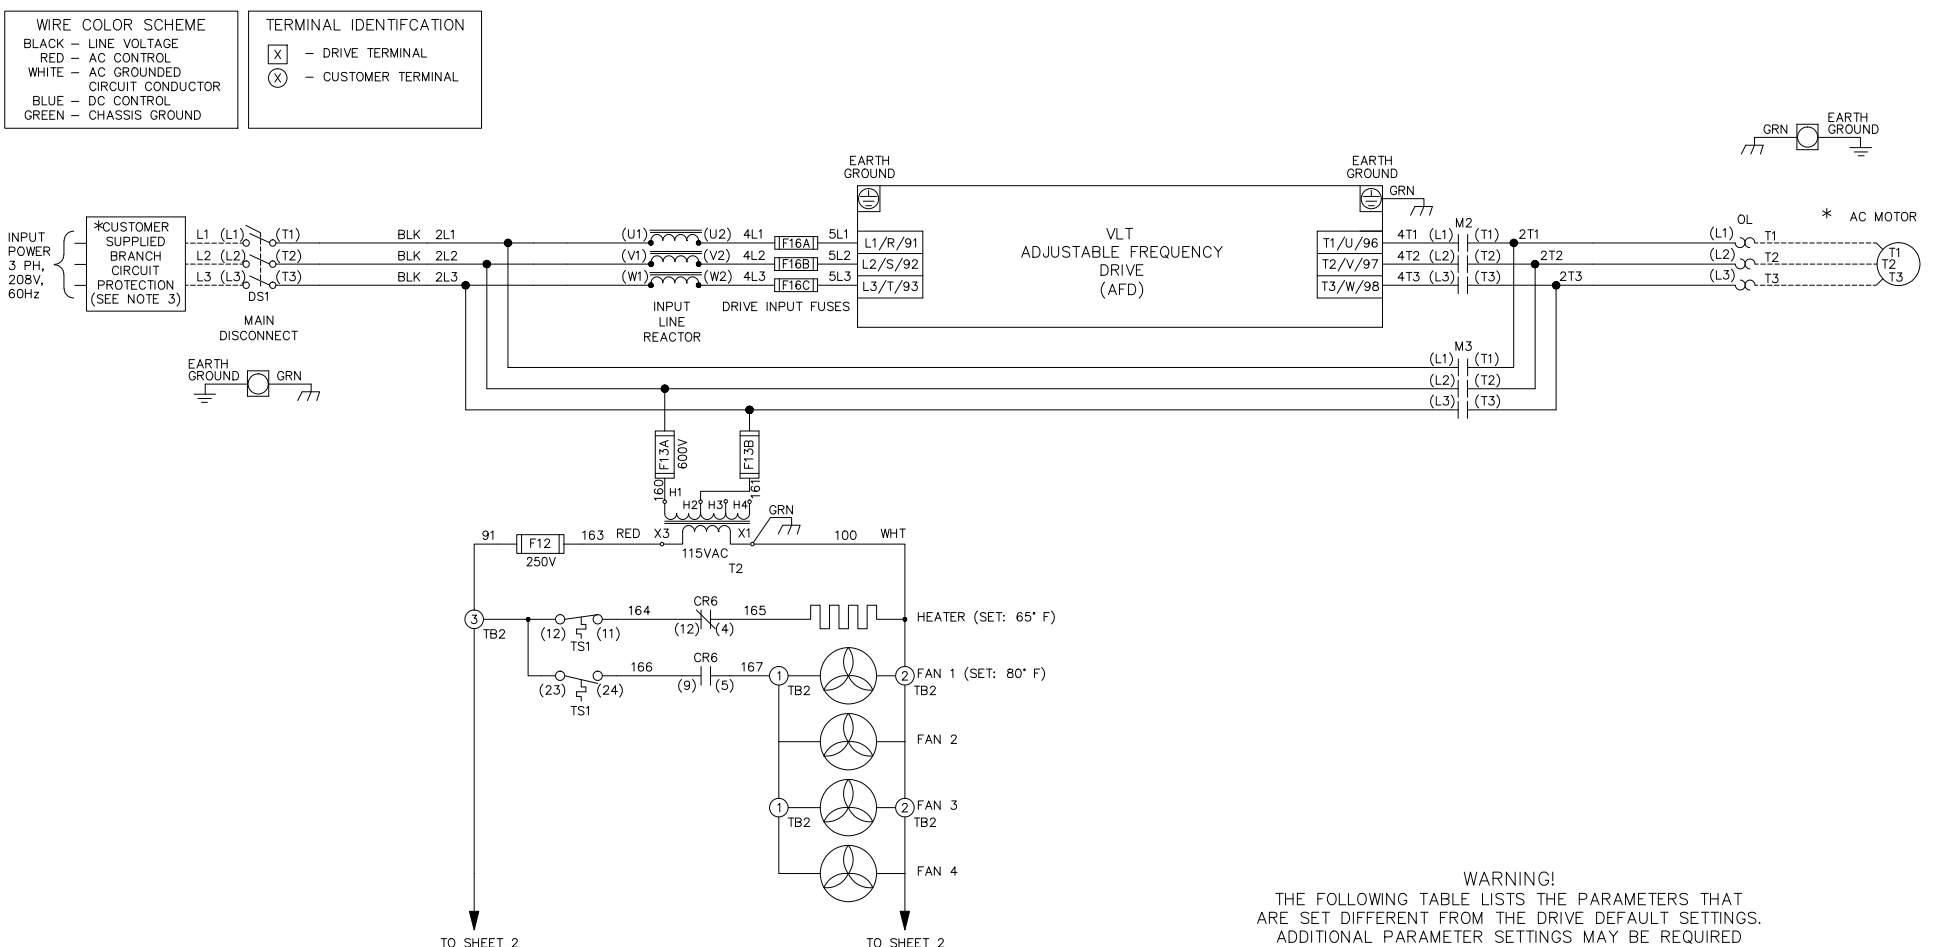 WIRE COLOR SCHEME
BLACK – LINE VOLTAGE
RED – AC CONTROL
WHITE – AC GROUNDED
CIRCUIT CONDUCTOR
BLUE – DC CONTROL
GREEN – CHASSIS GROUND
TERMINAL IDENTIFCATION
X – DRIVE TERMINAL
X – CUSTOMER TERMINAL
GRN
EARTH
GROUND
INPUT
POWER
3 PH,
208V,
60Hz
*CUSTOMER
SUPPLIED
BRANCH
CIRCUIT
PROTECTION
(SEE NOTE 3)
L1 (L1) (T1) BLK 2L1
L2 (L2) (T2) BLK 2L2
L3 (L3) (T3) BLK 2L3
DS1
MAIN
DISCONNECT
EARTH
GROUND
GRN
(U1) (U2) 4L1 F16A 5L1
(V1) (V2) 4L2 F16B 5L2
(W1) (W2) 4L3 F16C 5L3
INPUT
LINE
REACTOR
DRIVE INPUT FUSES
EARTH
GROUND
L1/R/91
L2/S/92
L3/T/93
VLT
ADJUSTABLE FREQUENCY
DRIVE
(AFD)
EARTH
GROUND
GRN
T1/U/96
T2/V/97
T3/W/98
M2
4T1 (L1) (T1) 2T1
4T2 (L2) (T2) 2T2
4T3 (L3) (T3) 2T3
OL
(L1) T1
(L2) T2
(L3) T3
* AC MOTOR
T1
T2
T3
M3
(L1) (T1)
(L2) (T2)
(L3) (T3)
F13A
600V
F13B
160
161
H1
H2 H3 H4
GRN
91
F12
250V
163
RED
X3
X1
115VAC
T2
100
WHT
3
TB2
(12) (11)
TS1
164
CR6
(12) (4)
165
HEATER (SET: 65° F)
(23) (24)
TS1
166
CR6
(9) (5)
167
1
TB2
2
TB2
FAN 1 (SET: 80° F)
FAN 2
1
TB2
2
TB2
FAN 3
FAN 4
TO SHEET 2
TO SHEET 2
WARNING!
THE FOLLOWING TABLE LISTS THE PARAMETERS THAT
ARE SET DIFFERENT FROM THE DRIVE DEFAULT SETTINGS.
ADDITIONAL PARAMETER SETTINGS MAY BE REQUIRED